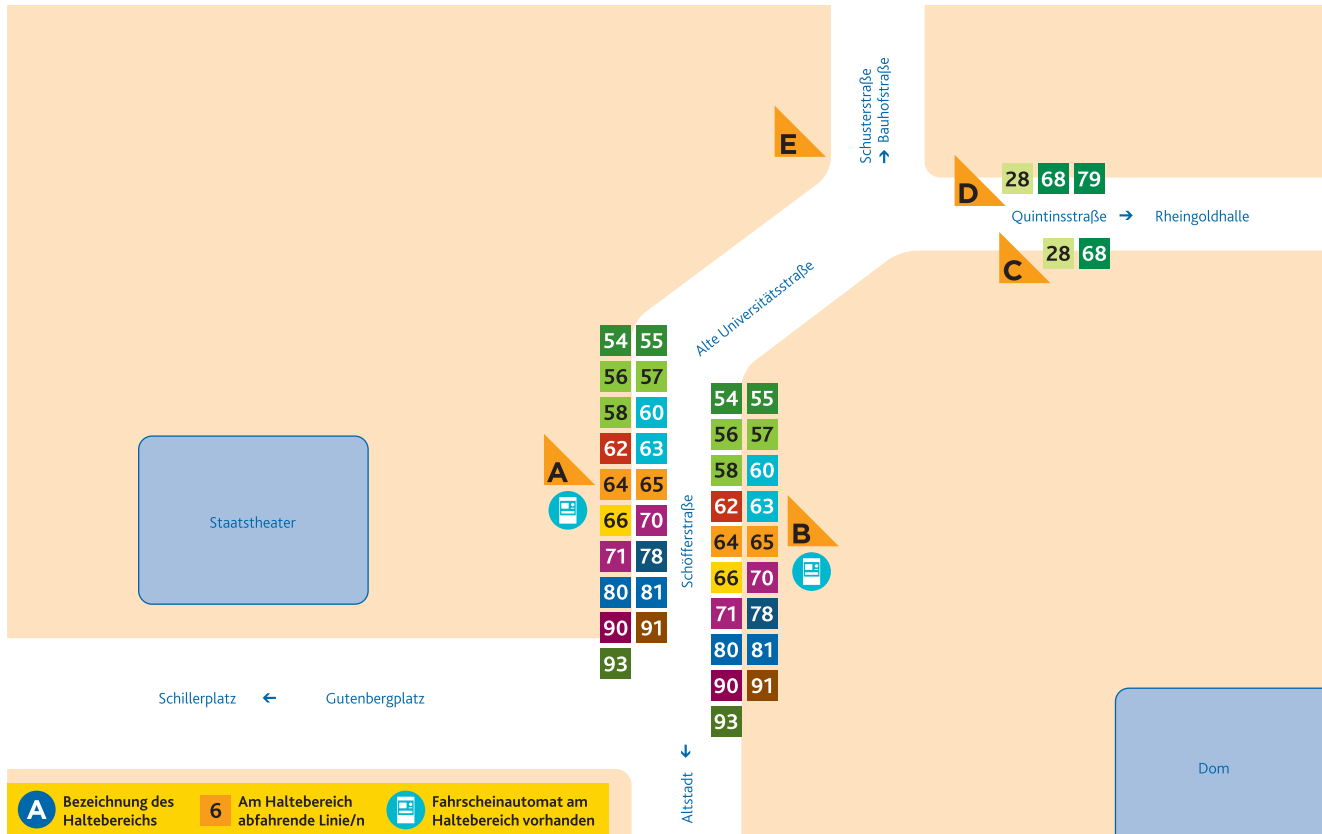 Schusterstraße
→ Bauhofstraße
E
D
28 68 79
Quintinsstraße → Rheingoldhalle
C
28 68
Alte Universitätsstraße
A
54 55
56 57
58 60
62 63
64 65
66 70
71 78
80 81
90 91
93
Schöfferstraße
B
54 55
56 57
58 60
62 63
64 65
66 70
71 78
80 81
90 91
93
Staatstheater
Schillerplatz ← Gutenbergplatz
Altstadt ←
Dom
A
Bezeichnung des
Haltebereichs
6
Am Haltebereich
abfahrende Linie/n
Fahrscheinautomat am
Haltebereich vorhanden